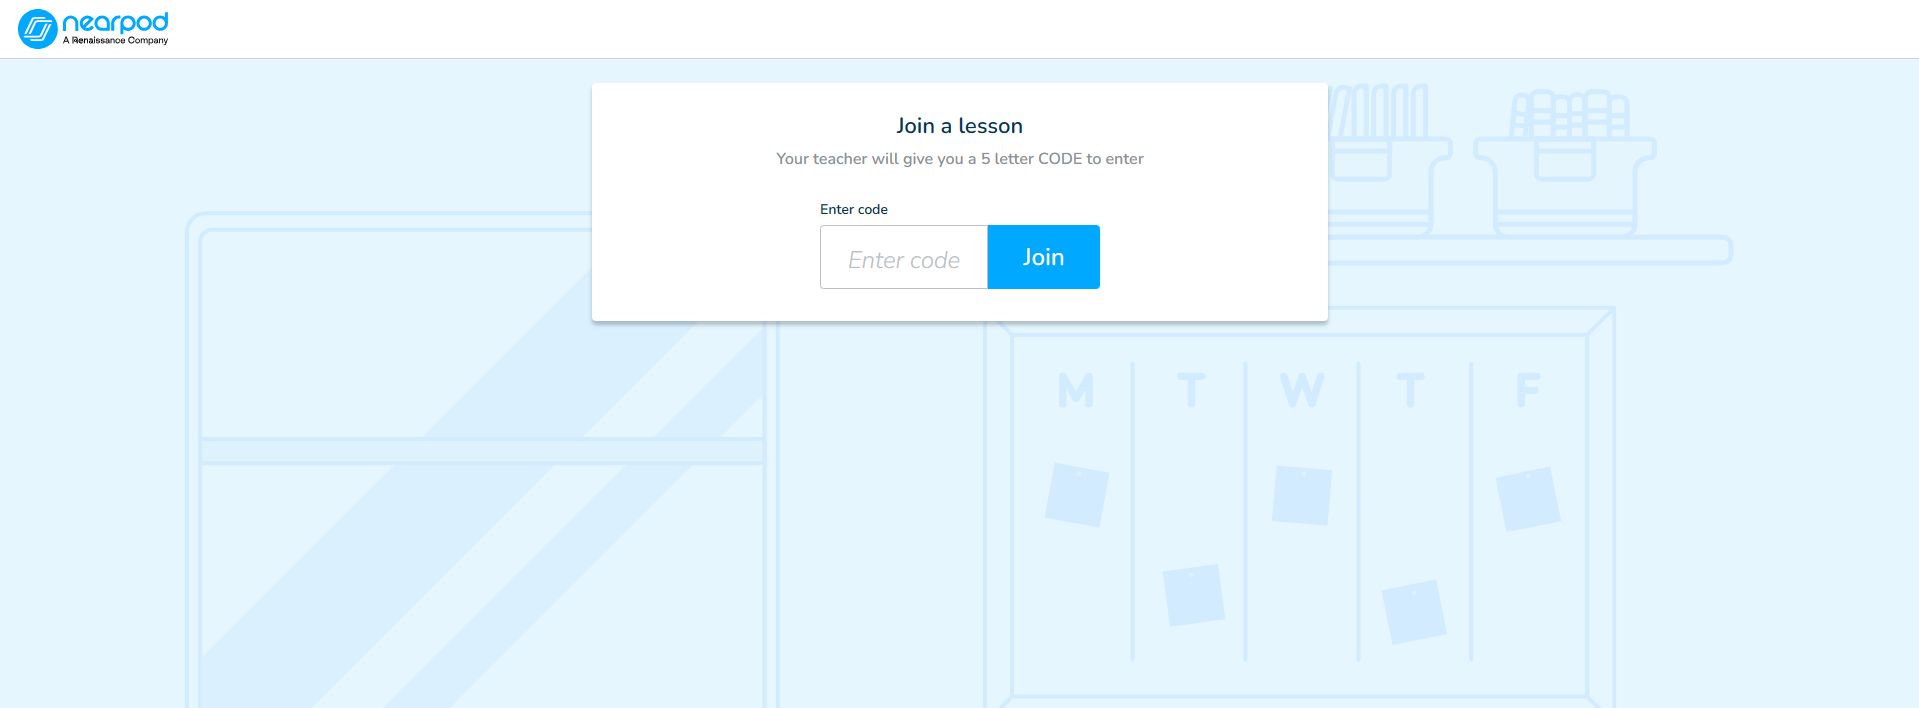 nearpod
A Renaissance Company
Join a lesson
Your teacher will give you a 5 letter CODE to enter
Enter code
Enter code Join
M T W T F